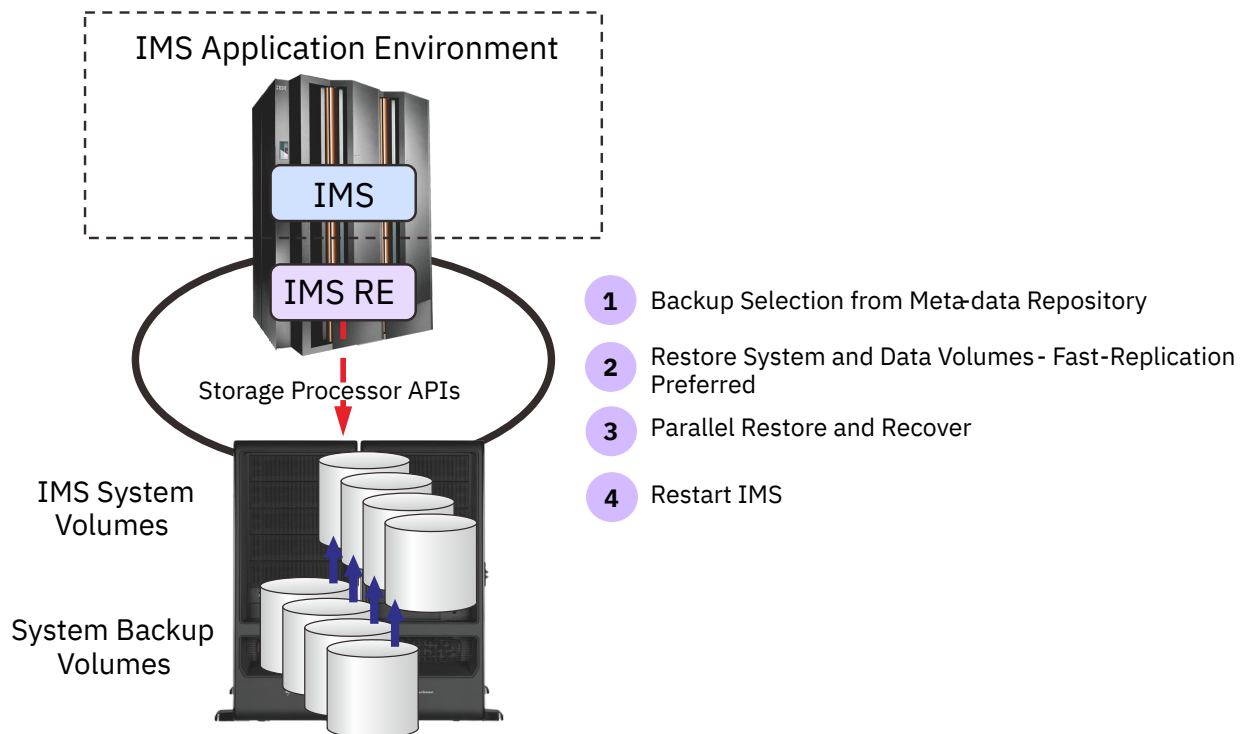 IMS Application Environment
IMS
IMS RE
Storage Processor APIs
IMS System
Volumes
System Backup
Volumes
1 Backup Selection from Meta-data Repository
2 Restore System and Data Volumes - Fast-Replication
Preferred
3 Parallel Restore and Recover
4 Restart IMS